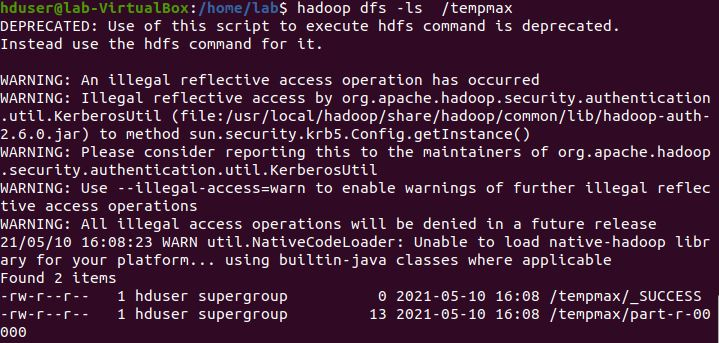 hduser@lab-VirtualBox:/home/lab$ hadoop dfs -ls  /tempmax
DEPRECATED: Use of this script to execute hdfs command is deprecated.
Instead use the hdfs command for it.

WARNING: An illegal reflective access operation has occurred
WARNING: Illegal reflective access by org.apache.hadoop.security.authentication
.util.KerberosUtil (file:/usr/local/hadoop/share/hadoop/common/lib/hadoop-auth-
2.6.0.jar) to method sun.security.krb5.Config.getInstance()
WARNING: Please consider reporting this to the maintainers of org.apache.hadoop
.security.authentication.util.KerberosUtil
WARNING: Use --illegal-access=warn to enable warnings of further illegal reflec
tive access operations
WARNING: All illegal access operations will be denied in a future release
21/05/10 16:08:23 WARN util.NativeCodeLoader: Unable to load native-hadoop libr
ary for your platform... using builtin-java classes where applicable
Found 2 items
-rw-r--r--   1 hduser supergroup          0 2021-05-10 16:08 /tempmax/_SUCCESS
-rw-r--r--   1 hduser supergroup         13 2021-05-10 16:08 /tempmax/part-r-00
000